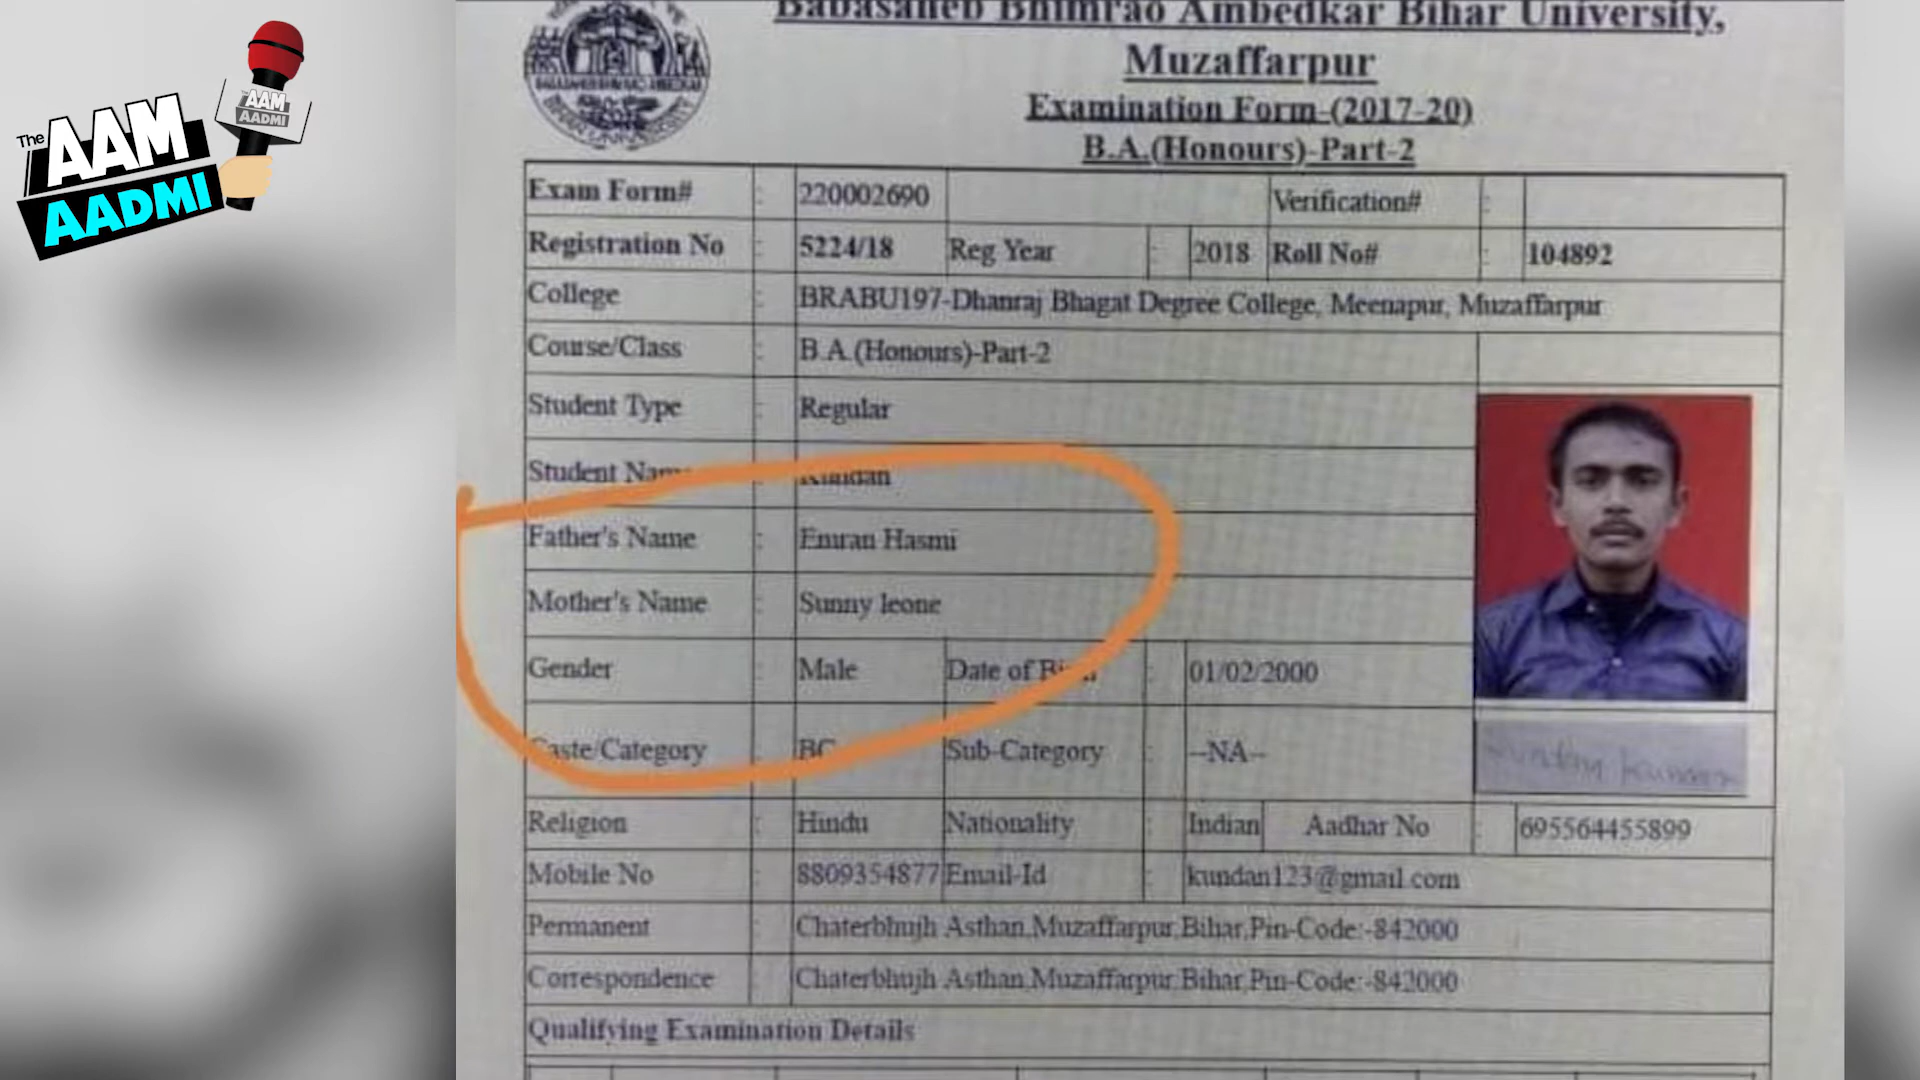 The AAM AADMI
The AAM AADMI
Babasaheb Bhimrao Ambedkar Bihar University,
Muzaffarpur
Examination Form-(2017-20)
B.A.(Honours)-Part-2
Exam Form# : 220002690 Verification# :
Registration No : 5224/18 Reg Year : 2018 Roll No# : 104892
College : BRABU197-Dhanraj Bhagat Degree College, Meenapur, Muzaffarpur
Course/Class : B.A.(Honours)-Part-2
Student Type : Regular
Student Name : Kundan
Father's Name : Emran Hasmi
Mother's Name : Sunny leone
Gender : Male Date of Birth : 01/02/2000
Caste/Category : BC Sub-Category : --NA--
Religion : Hindu Nationality : Indian Aadhar No : 695564455899
Mobile No : 8809354877 Email-Id : kundan123@gmail.com
Permanent : Chaterbhujh Asthan,Muzaffarpur,Bihar,Pin-Code:-842000
Correspondence : Chaterbhujh Asthan,Muzaffarpur,Bihar,Pin-Code:-842000
Qualifying Examination Details